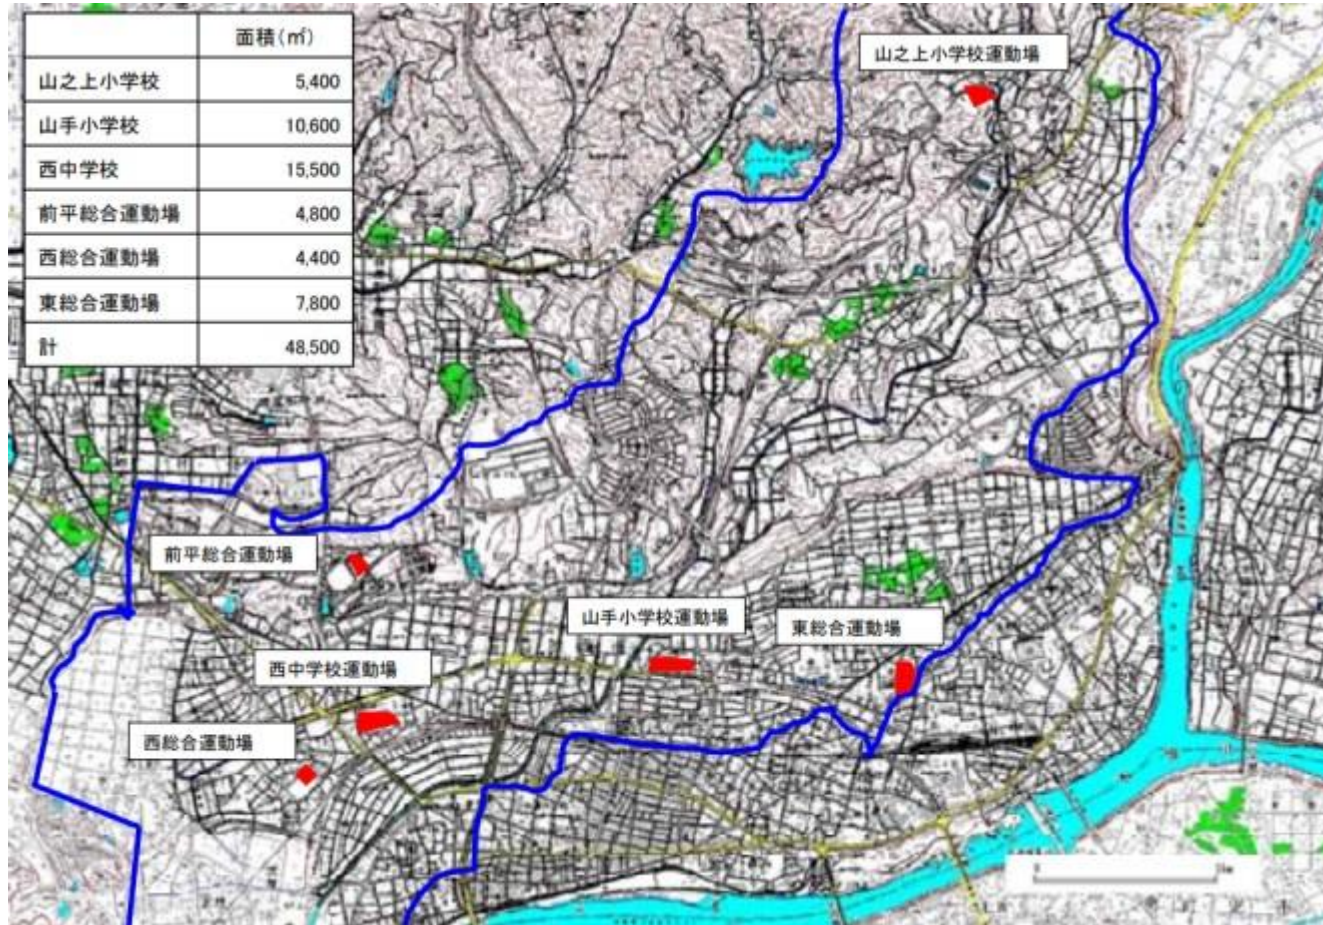 面積(㎡)
山之上小学校 5,400
山手小学校 10,600
西中学校 15,500
前平総合運動場 4,800
西総合運動場 4,400
東総合運動場 7,800
計 48,500
山之上小学校運動場
前平総合運動場
山手小学校運動場
東総合運動場
西中学校運動場
西総合運動場